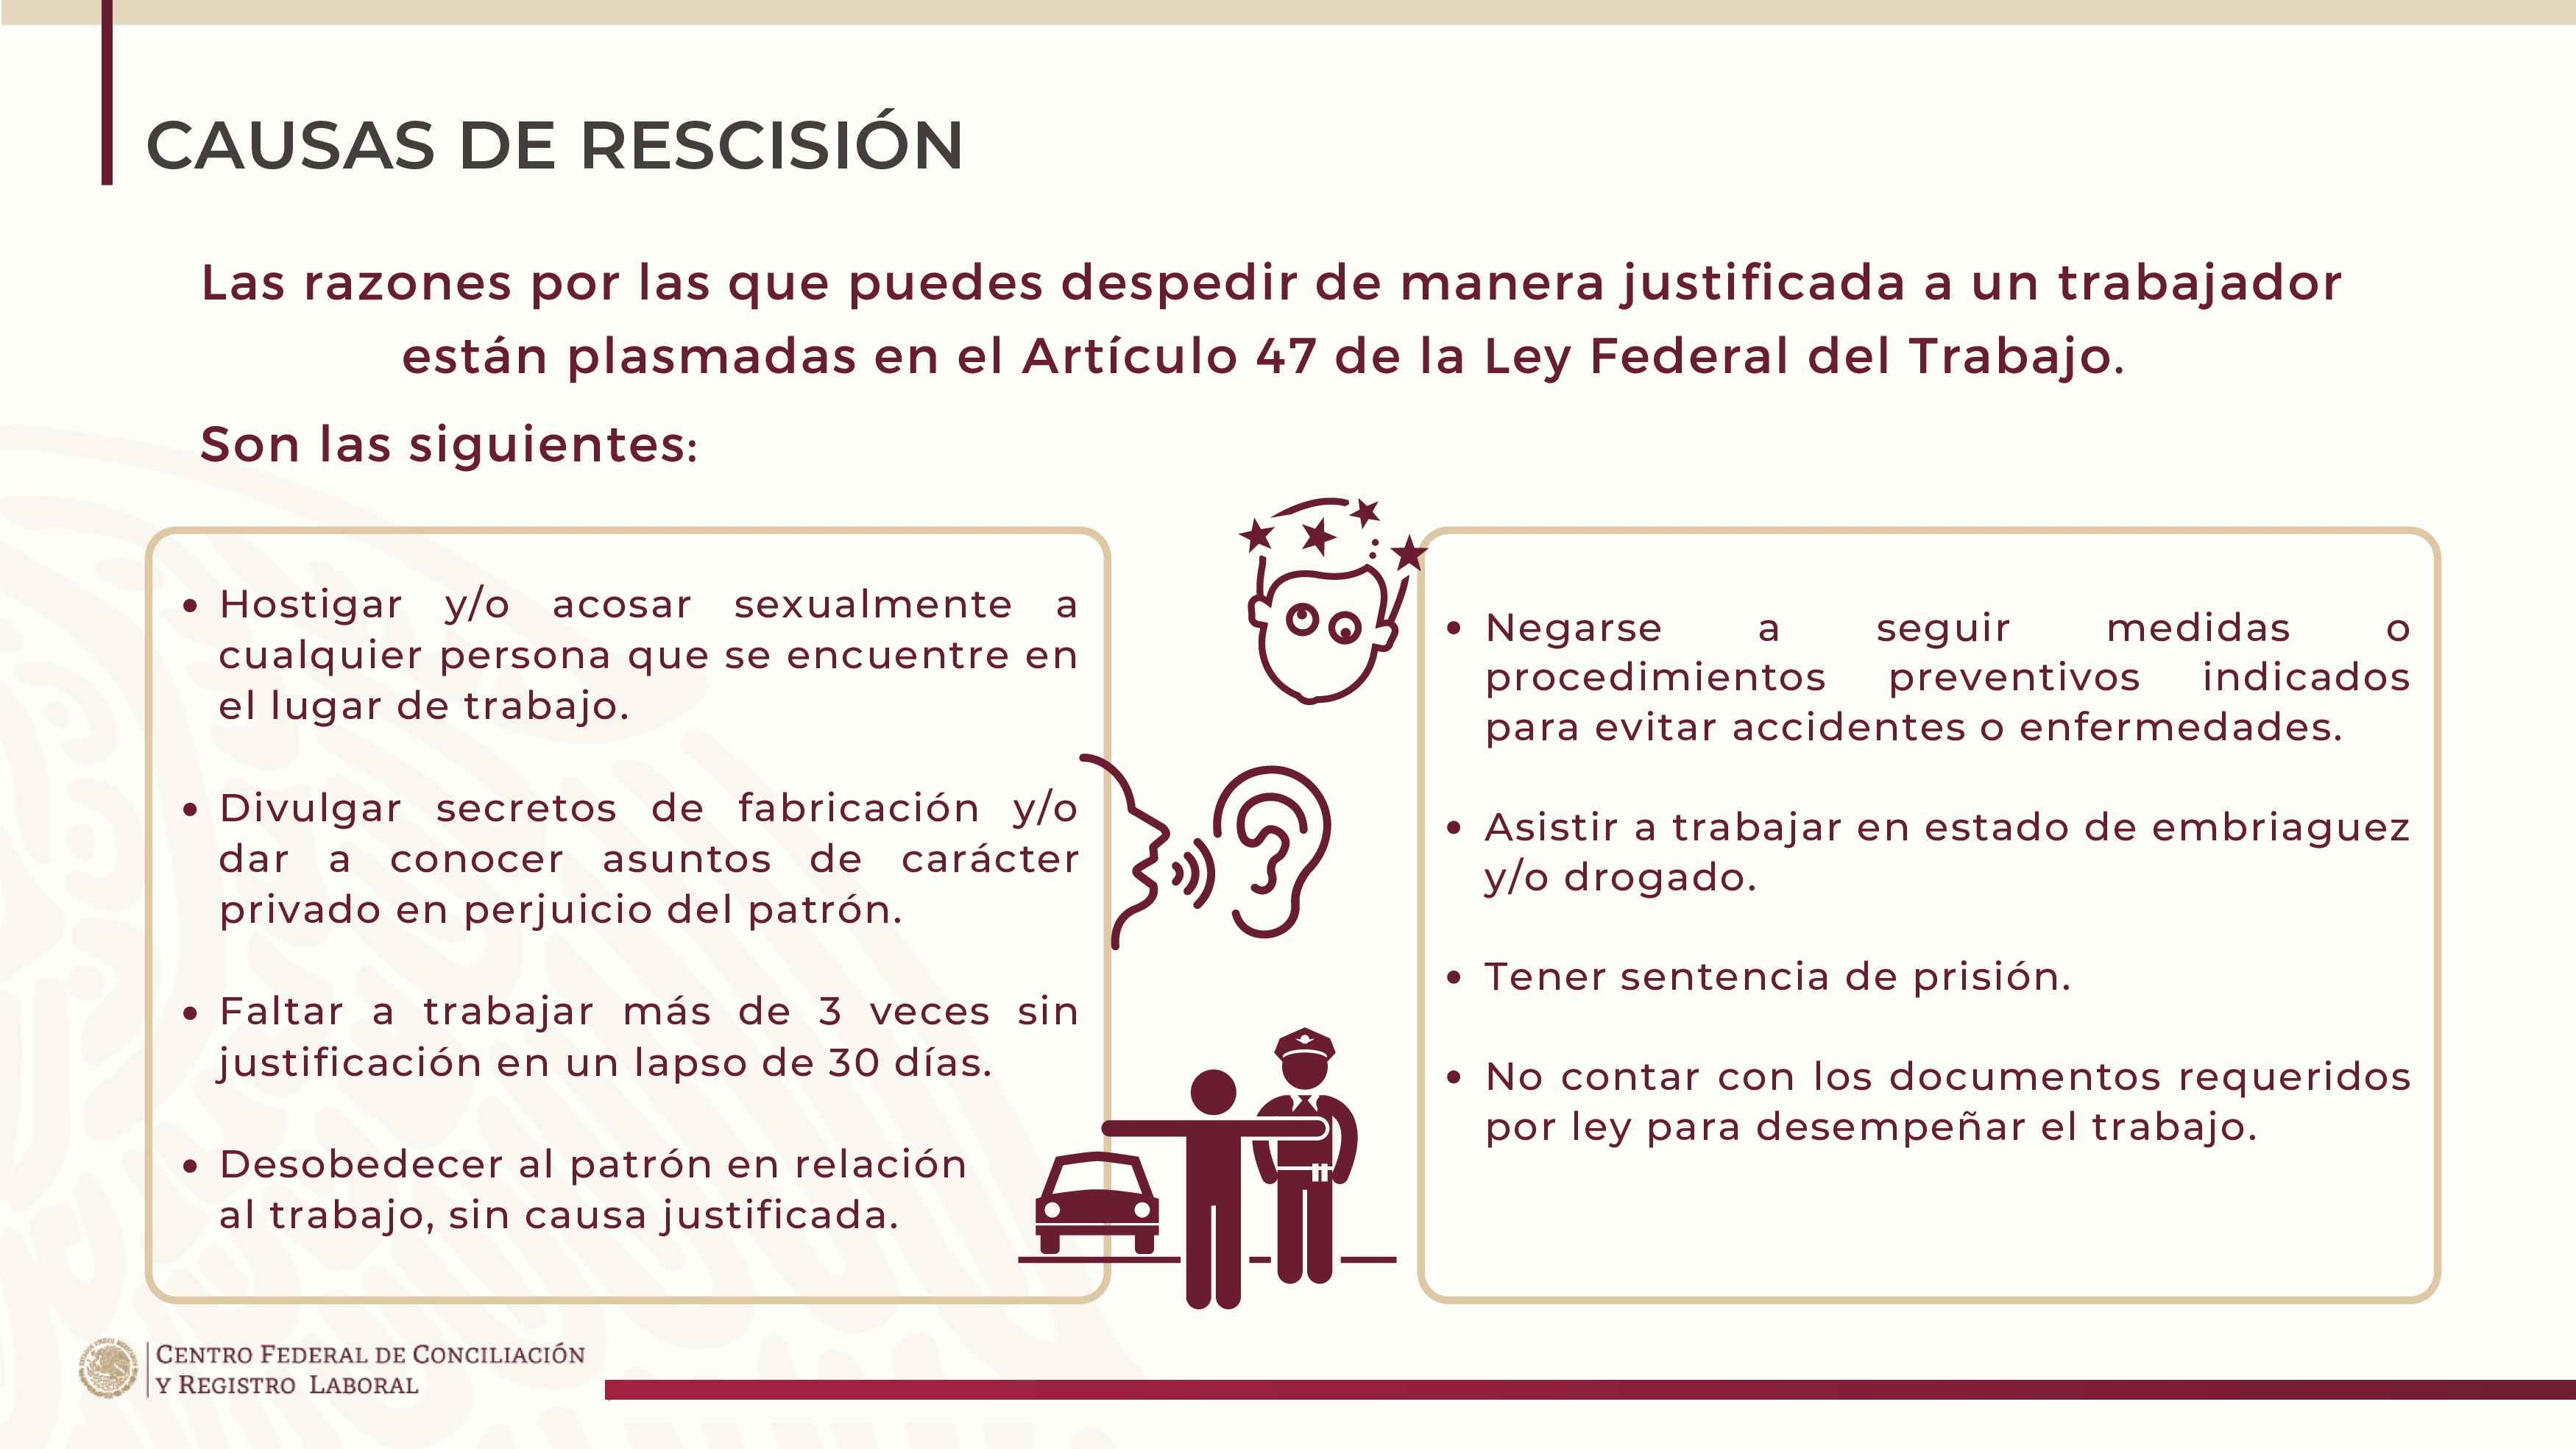 CAUSAS DE RESCISIÓN
Las razones por las que puedes despedir de manera justificada a un trabajador
están plasmadas en el Artículo 47 de la Ley Federal del Trabajo.
Son las siguientes:
• Hostigar y/o acosar sexualmente a
cualquier persona que se encuentre en
el lugar de trabajo.
• Divulgar secretos de fabricación y/o
dar a conocer asuntos de carácter
privado en perjuicio del patrón.
• Faltar a trabajar más de 3 veces sin
justificación en un lapso de 30 días.
• Desobedecer al patrón en relación
al trabajo, sin causa justificada.
• Negarse a seguir medidas o
procedimientos preventivos indicados
para evitar accidentes o enfermedades.
• Asistir a trabajar en estado de embriaguez
y/o drogado.
• Tener sentencia de prisión.
• No contar con los documentos requeridos
por ley para desempeñar el trabajo.
CENTRO FEDERAL DE CONCILIACIÓN
Y REGISTRO LABORAL